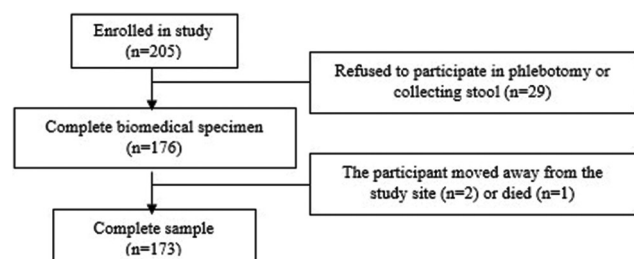 Enrolled in study
(n=205)
Refused to participate in phlebotomy or
collecting stool (n=29)
Complete biomedical specimen
(n=176)
The participant moved away from the
study site (n=2) or died (n=1)
Complete sample
(n=173)